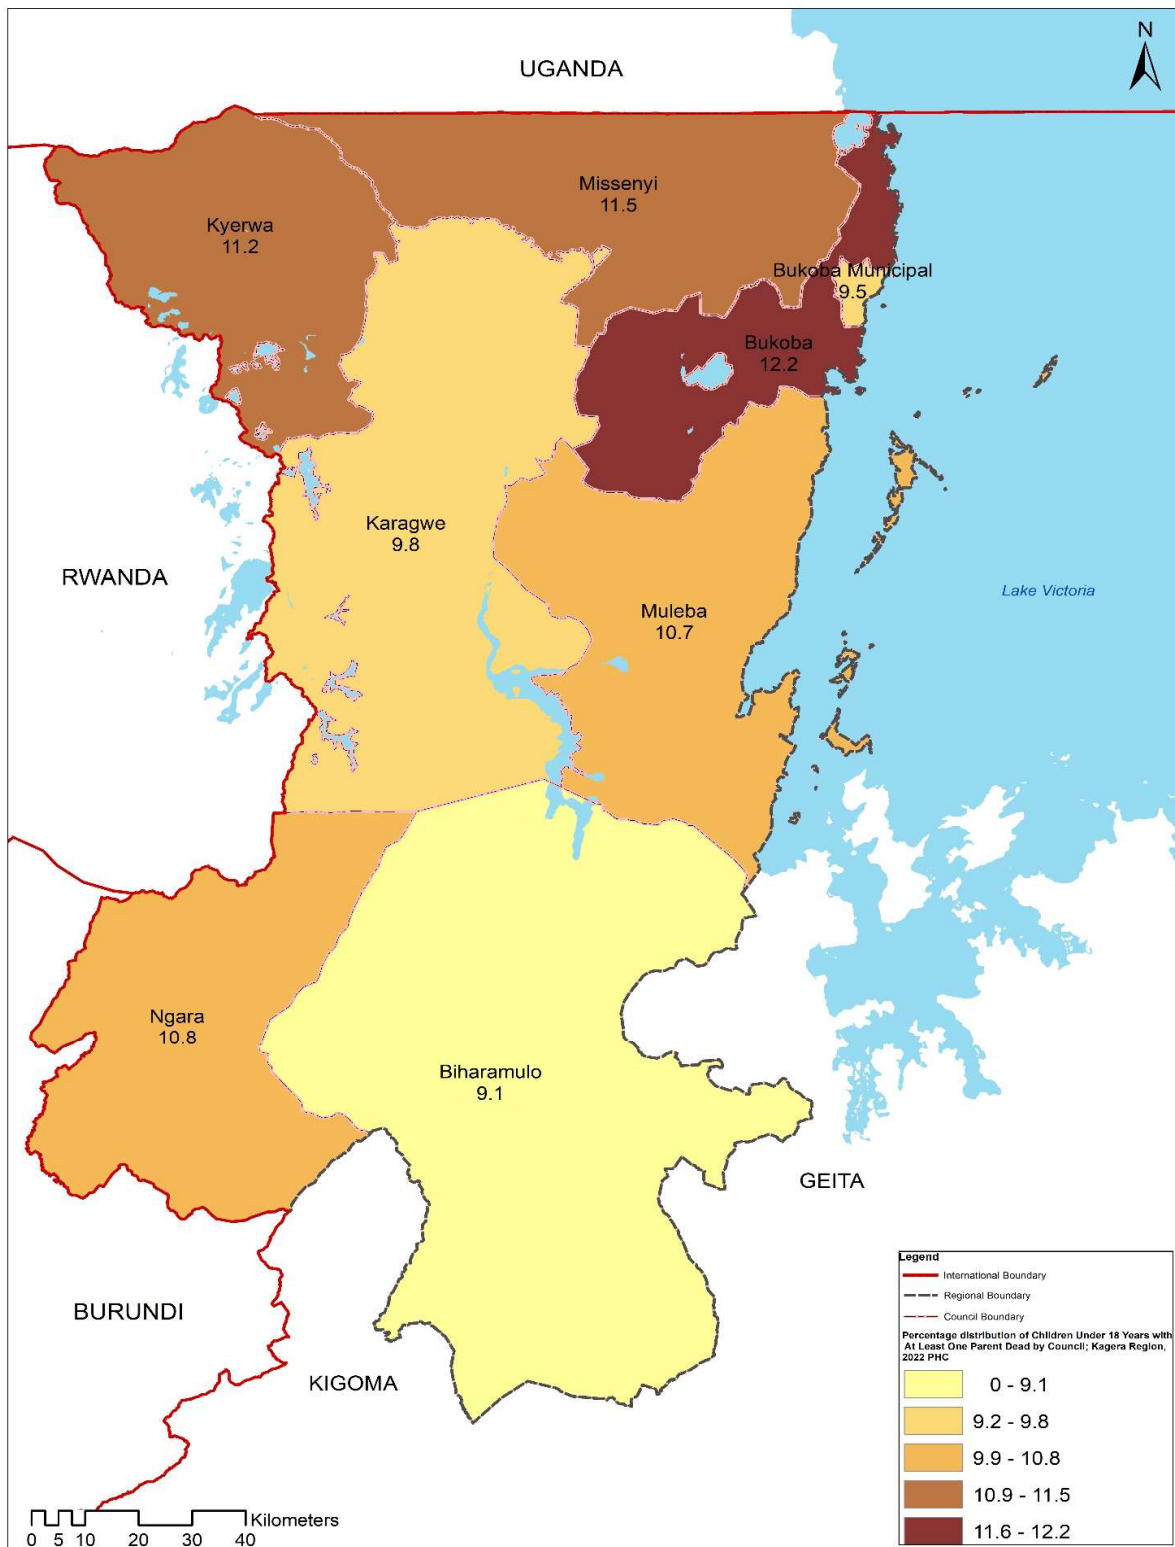 N
UGANDA
Missenyi
11.5
Kyerwa
11.2
Bukoba Municipal
9.5
Bukoba
12.2
Karagwe
9.8
RWANDA
Lake Victoria
Muleba
10.7
Ngara
10.8
Biharamulo
9.1
GEITA
BURUNDI
KIGOMA
Legend
International Boundary
Regional Boundary
Council Boundary
Percentage distribution of Children Under 18 Years with
At Least One Parent Dead by Council; Kagera Region,
2022 PHC
0 - 9.1
9.2 - 9.8
9.9 - 10.8
10.9 - 11.5
11.6 - 12.2
Kilometers
0 5 10 20 30 40